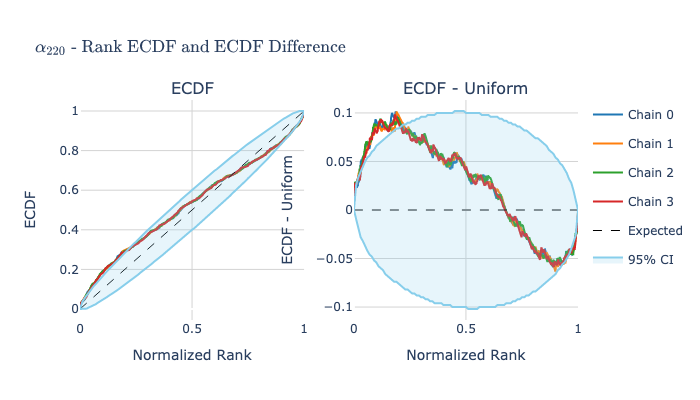 α₂₂₀ - Rank ECDF and ECDF Difference
ECDF
ECDF - Uniform
1
0.8
0.6
0.4
0.2
0
0
0.5
1
ECDF
Normalized Rank
0.1
0.05
0
−0.05
−0.1
0
0.5
1
ECDF - Uniform
Normalized Rank
Chain 0
Chain 1
Chain 2
Chain 3
Expected
95% CI